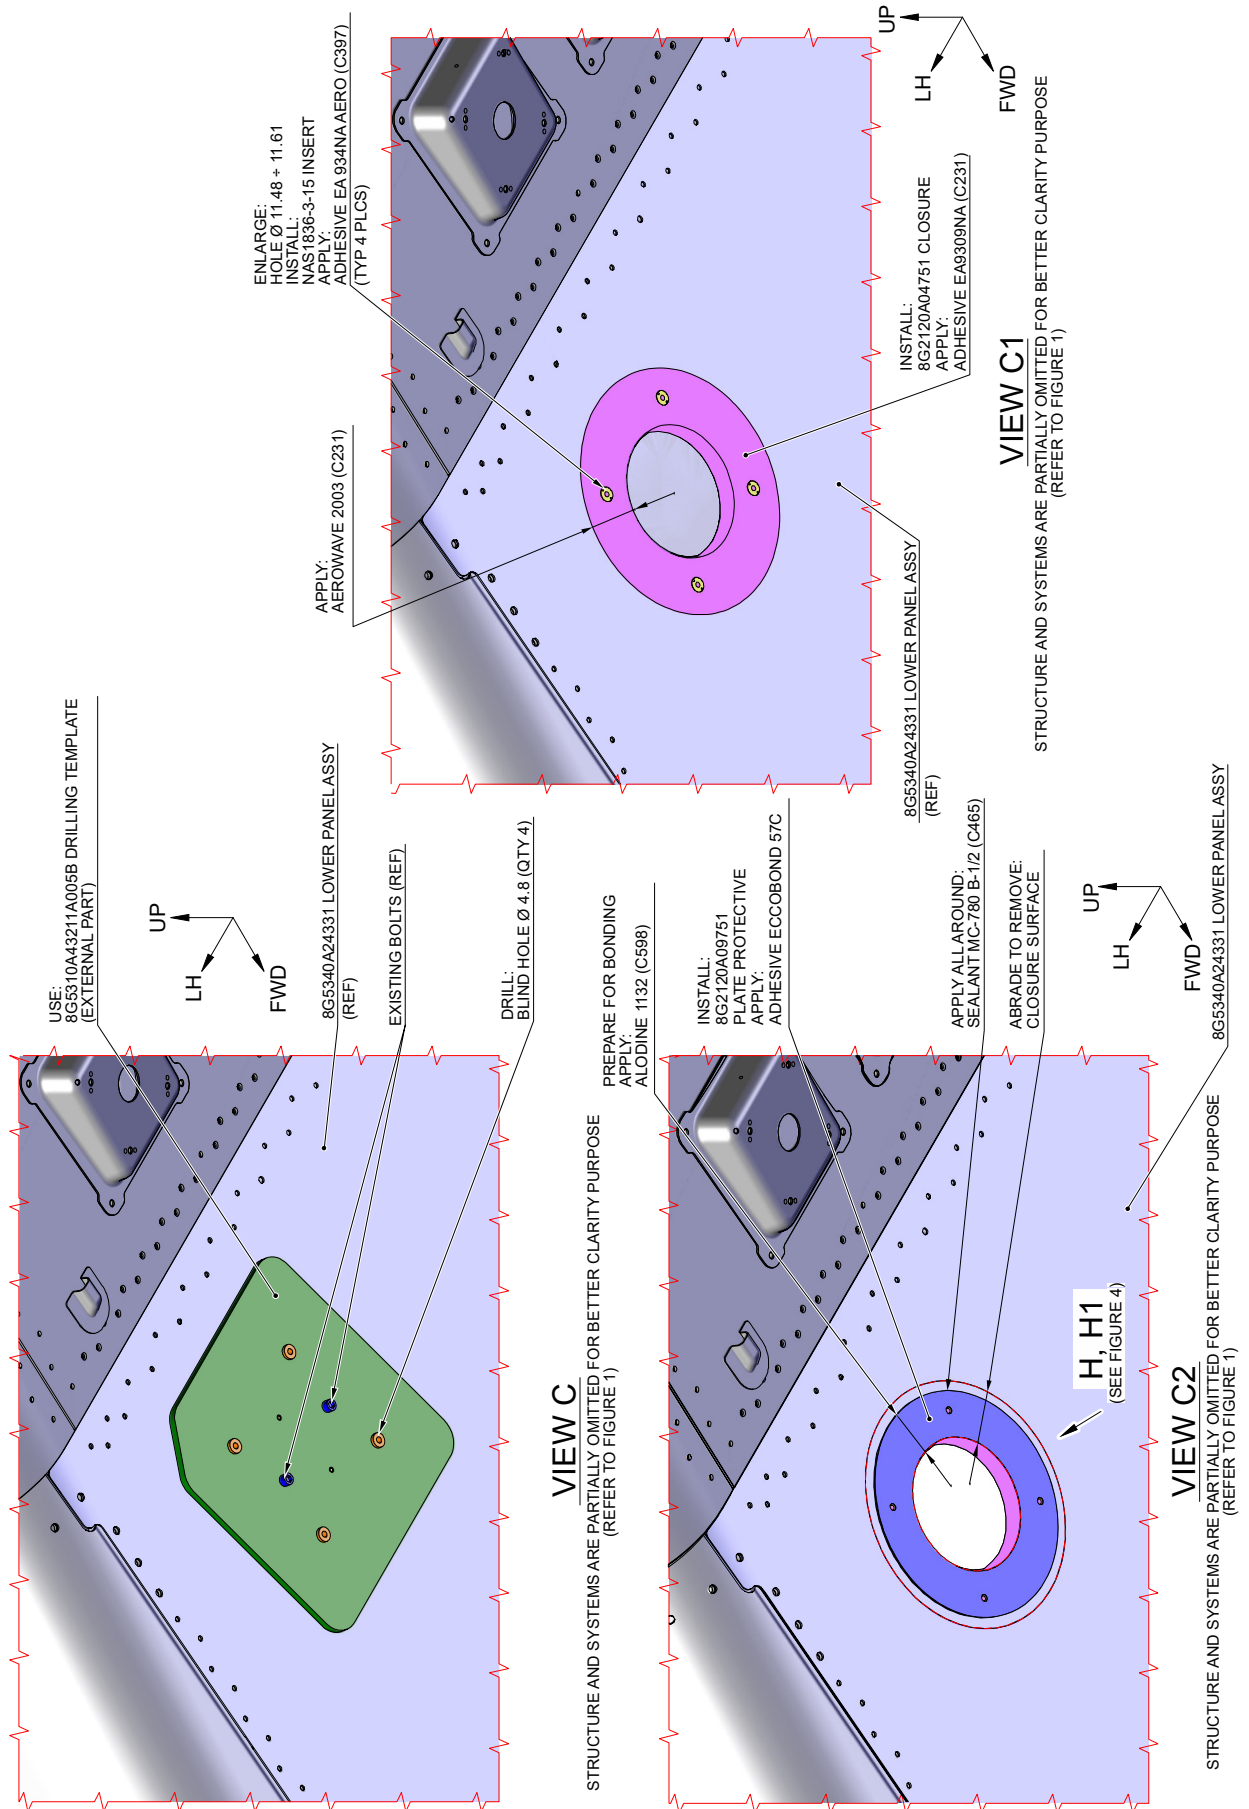 USE:
8G5310A43211A005B DRILLING TEMPLATE
(EXTERNAL PART)
UP
LH
FWD
8G5340A24331 LOWER PANEL ASSY
(REF)
EXISTING BOLTS (REF)
DRILL:
BLIND HOLE Ø 4.8 (QTY 4)
VIEW C
STRUCTURE AND SYSTEMS ARE PARTIALLY OMITTED FOR BETTER CLARITY PURPOSE
(REFER TO FIGURE 1)
ENLARGE:
HOLE Ø 11.48 ÷ 11.61
INSTALL:
NAS1836-3-15 INSERT
APPLY:
ADHESIVE EA 934NA AERO (C397)
(TYP 4 PLCS)
APPLY:
AEROWAVE 2003 (C231)
INSTALL:
8G2120A04751 CLOSURE
APPLY:
ADHESIVE EA9309NA (C231)
8G5340A24331 LOWER PANEL ASSY
(REF)
UP
LH
FWD
VIEW C1
STRUCTURE AND SYSTEMS ARE PARTIALLY OMITTED FOR BETTER CLARITY PURPOSE
(REFER TO FIGURE 1)
PREPARE FOR BONDING
APPLY:
ALODINE 1132 (C598)
INSTALL:
8G2120A09751
PLATE PROTECTIVE
APPLY:
ADHESIVE ECCOBOND 57C
APPLY ALL AROUND:
SEALANT MC-780 B-1/2 (C465)
ABRADE TO REMOVE:
CLOSURE SURFACE
UP
LH
FWD
8G5340A24331 LOWER PANEL ASSY
H, H1
(SEE FIGURE 4)
VIEW C2
STRUCTURE AND SYSTEMS ARE PARTIALLY OMITTED FOR BETTER CLARITY PURPOSE
(REFER TO FIGURE 1)